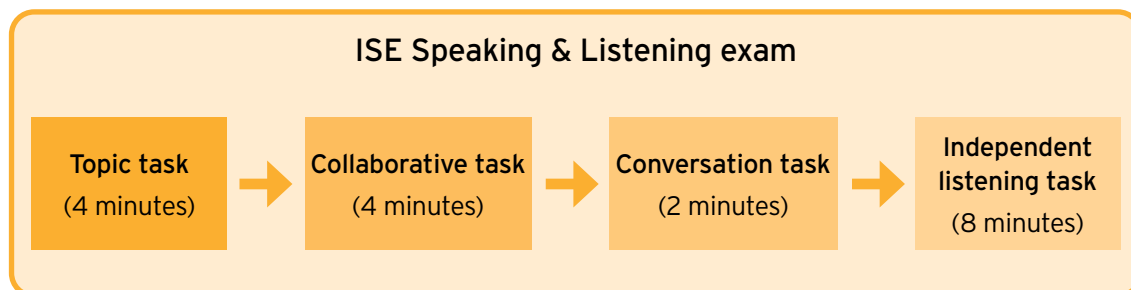 ISE Speaking & Listening exam
Topic task
(4 minutes)
Collaborative task
(4 minutes)
Conversation task
(2 minutes)
Independent
listening task
(8 minutes)